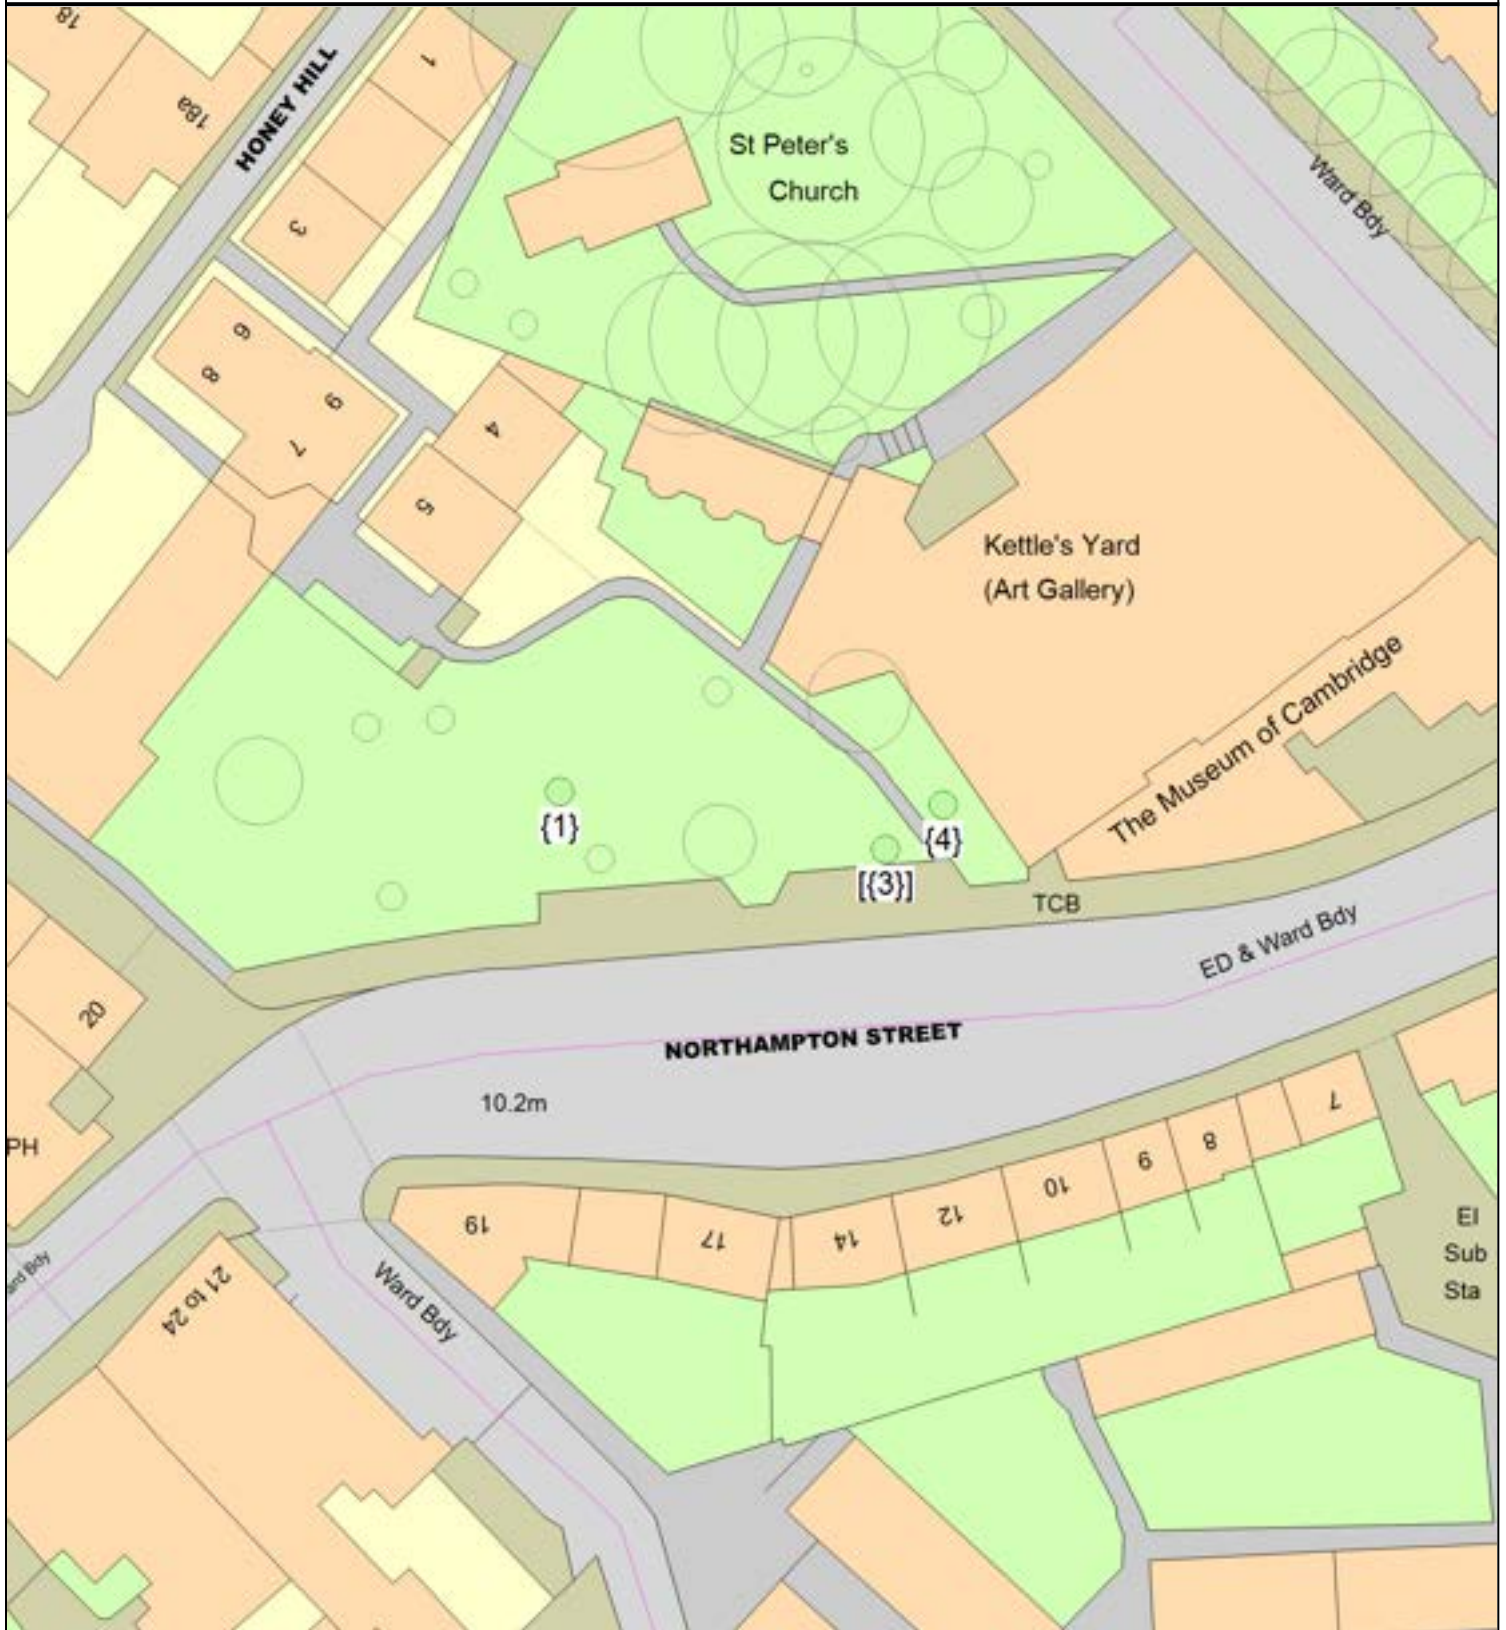 18
18a
HONEY HILL
1
3
St Peter's
Church
Ward Bdy
6
8
9
7
4
5
Kettle's Yard
(Art Gallery)
The Museum of Cambridge
{1}
{4}
[{3}]
TCB
ED & Ward Bdy
20
NORTHAMPTON STREET
10.2m
PH
7
8
9
10
12
14
17
19
El
Sub
Sta
ard Bdy
21 to 24
Ward Bdy